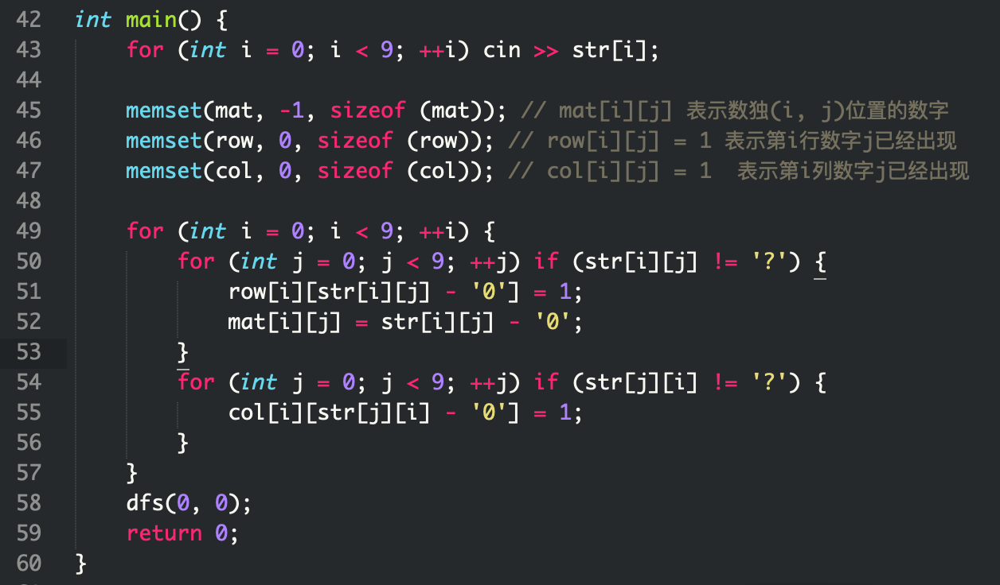 42 int main() {
43     for (int i = 0; i < 9; ++i) cin >> str[i];
44
45     memset(mat, -1, sizeof (mat)); // mat[i][j] 表示数独(i, j)位置的数字
46     memset(row, 0, sizeof (row)); // row[i][j] = 1 表示第i行数字j已经出现
47     memset(col, 0, sizeof (col)); // col[i][j] = 1  表示第i列数字j已经出现
48
49     for (int i = 0; i < 9; ++i) {
50         for (int j = 0; j < 9; ++j) if (str[i][j] != '?') {
51             row[i][str[i][j] - '0'] = 1;
52             mat[i][j] = str[i][j] - '0';
53         }
54         for (int j = 0; j < 9; ++j) if (str[j][i] != '?') {
55             col[i][str[j][i] - '0'] = 1;
56         }
57     }
58     dfs(0, 0);
59     return 0;
60 }